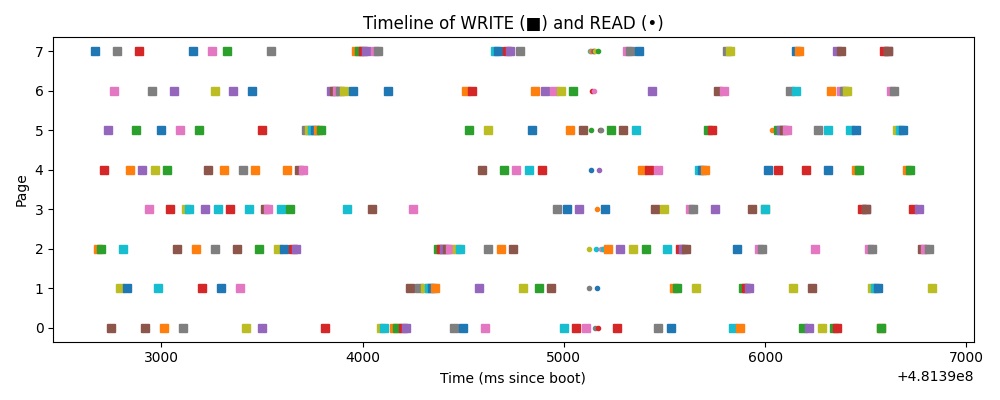 Timeline of WRITE (■) and READ (•)
Page
7
6
5
4
3
2
1
0
3000 4000 5000 6000 7000
Time (ms since boot)
+4.8139e8